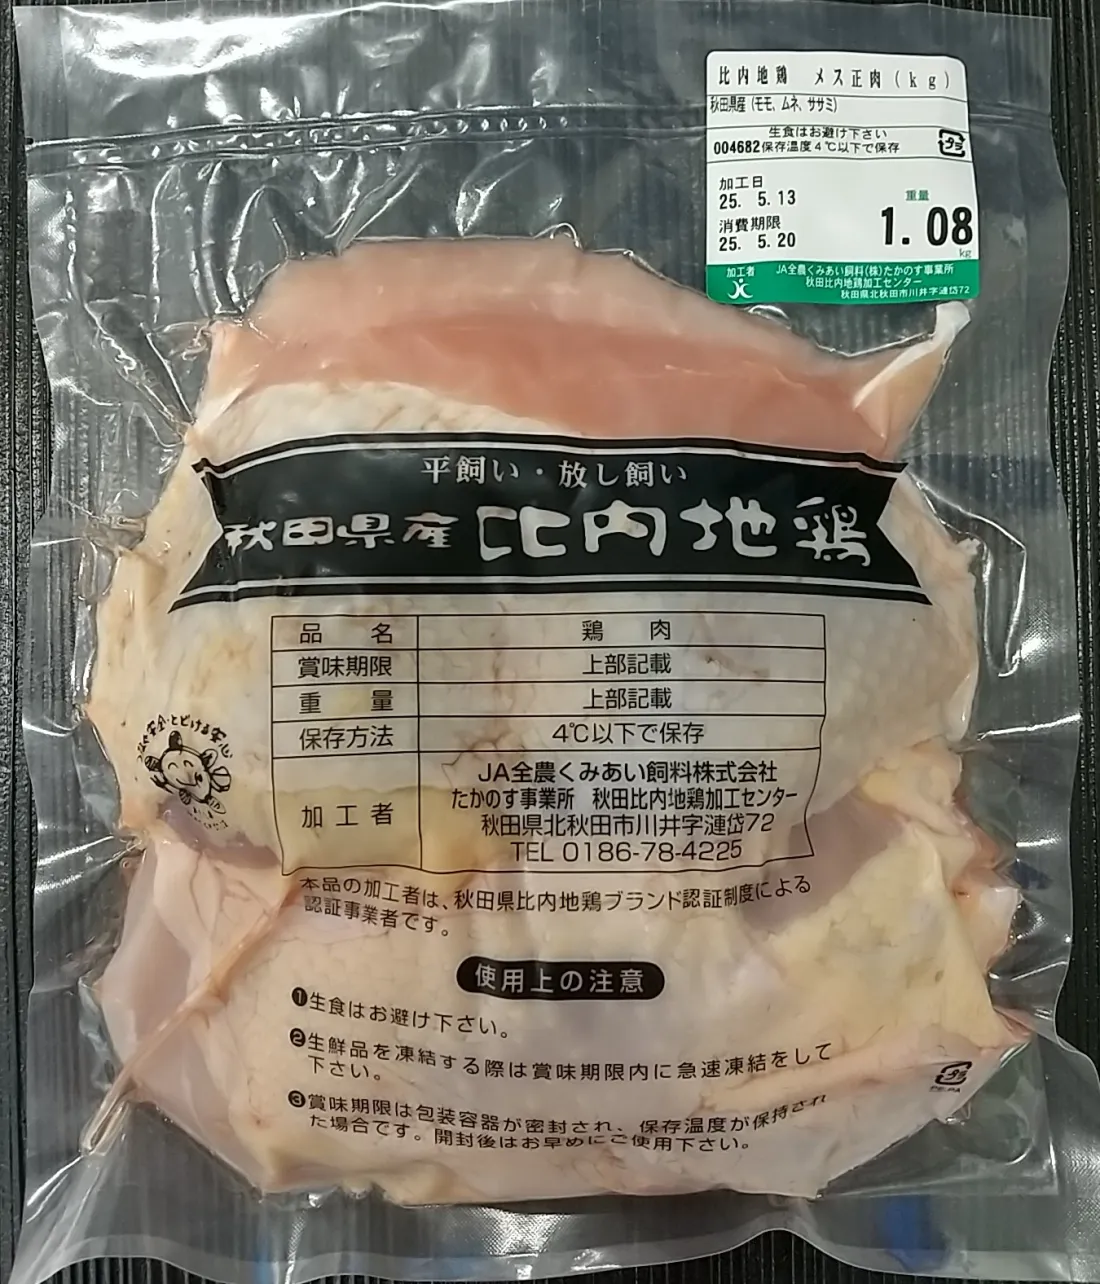 比内地鶏 メス正肉(kg)
秋田県産(モモ、ムネ、ササミ)
生食はお避け下さい
004682保存温度4℃以下で保存
プラ
加工日
25. 5.13
重量
消費期限
25. 5.20
1.08
kg
加工者
JA全農くみあい飼料(株)たかのす事業所
秋田比内地鶏加工センター
秋田県北秋田市川井字漣岱72
平飼い・放し飼い
秋田県産 比内地鶏
品名 鶏肉
賞味期限 上部記載
重量 上部記載
保存方法 4℃以下で保存
加工者
JA全農くみあい飼料株式会社
たかのす事業所 秋田比内地鶏加工センター
秋田県北秋田市川井字漣岱72
TEL 0186-78-4225
安全・とどける安心
本品の加工者は、秋田県比内地鶏ブランド認証制度による
認証事業者です。
使用上の注意
❶生食はお避け下さい。
❷生鮮品を凍結する際は賞味期限内に急速凍結をして
下さい。
❸賞味期限は包装容器が密封され、保存温度が保持され
た場合です。開封後はお早めにご使用下さい。
プラ
PE,PA